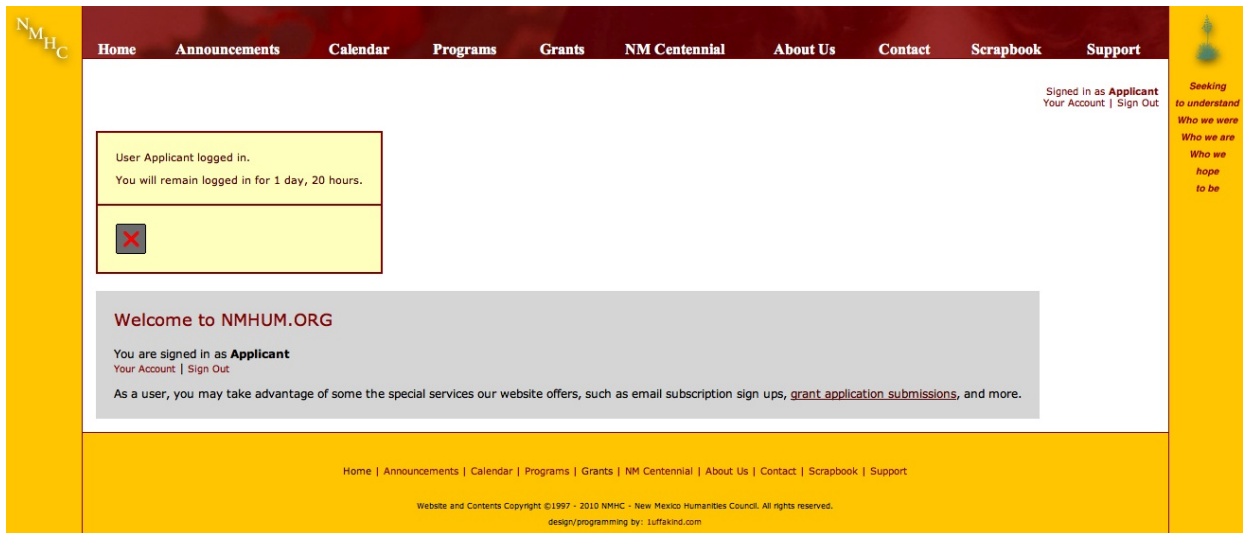 NMHC
Home Announcements Calendar Programs Grants NM Centennial About Us Contact Scrapbook Support
Signed in as Applicant
Your Account | Sign Out
Seeking
to understand
Who we were
Who we are
Who we
hope
to be
User Applicant logged in.
You will remain logged in for 1 day, 20 hours.
Welcome to NMHUM.ORG
You are signed in as Applicant
Your Account | Sign Out
As a user, you may take advantage of some the special services our website offers, such as email subscription sign ups, grant application submissions, and more.
Home | Announcements | Calendar | Programs | Grants | NM Centennial | About Us | Contact | Scrapbook | Support
Website and Contents Copyright ©1997 - 2010 NMHC - New Mexico Humanities Council. All rights reserved.
design/programming by: 1uffakind.com